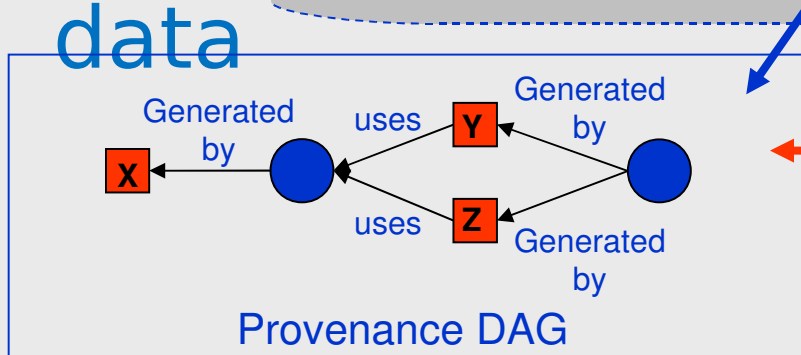 data
Generated
by
X
uses
Y
Generated
by
uses
Z
Generated
by
Provenance DAG